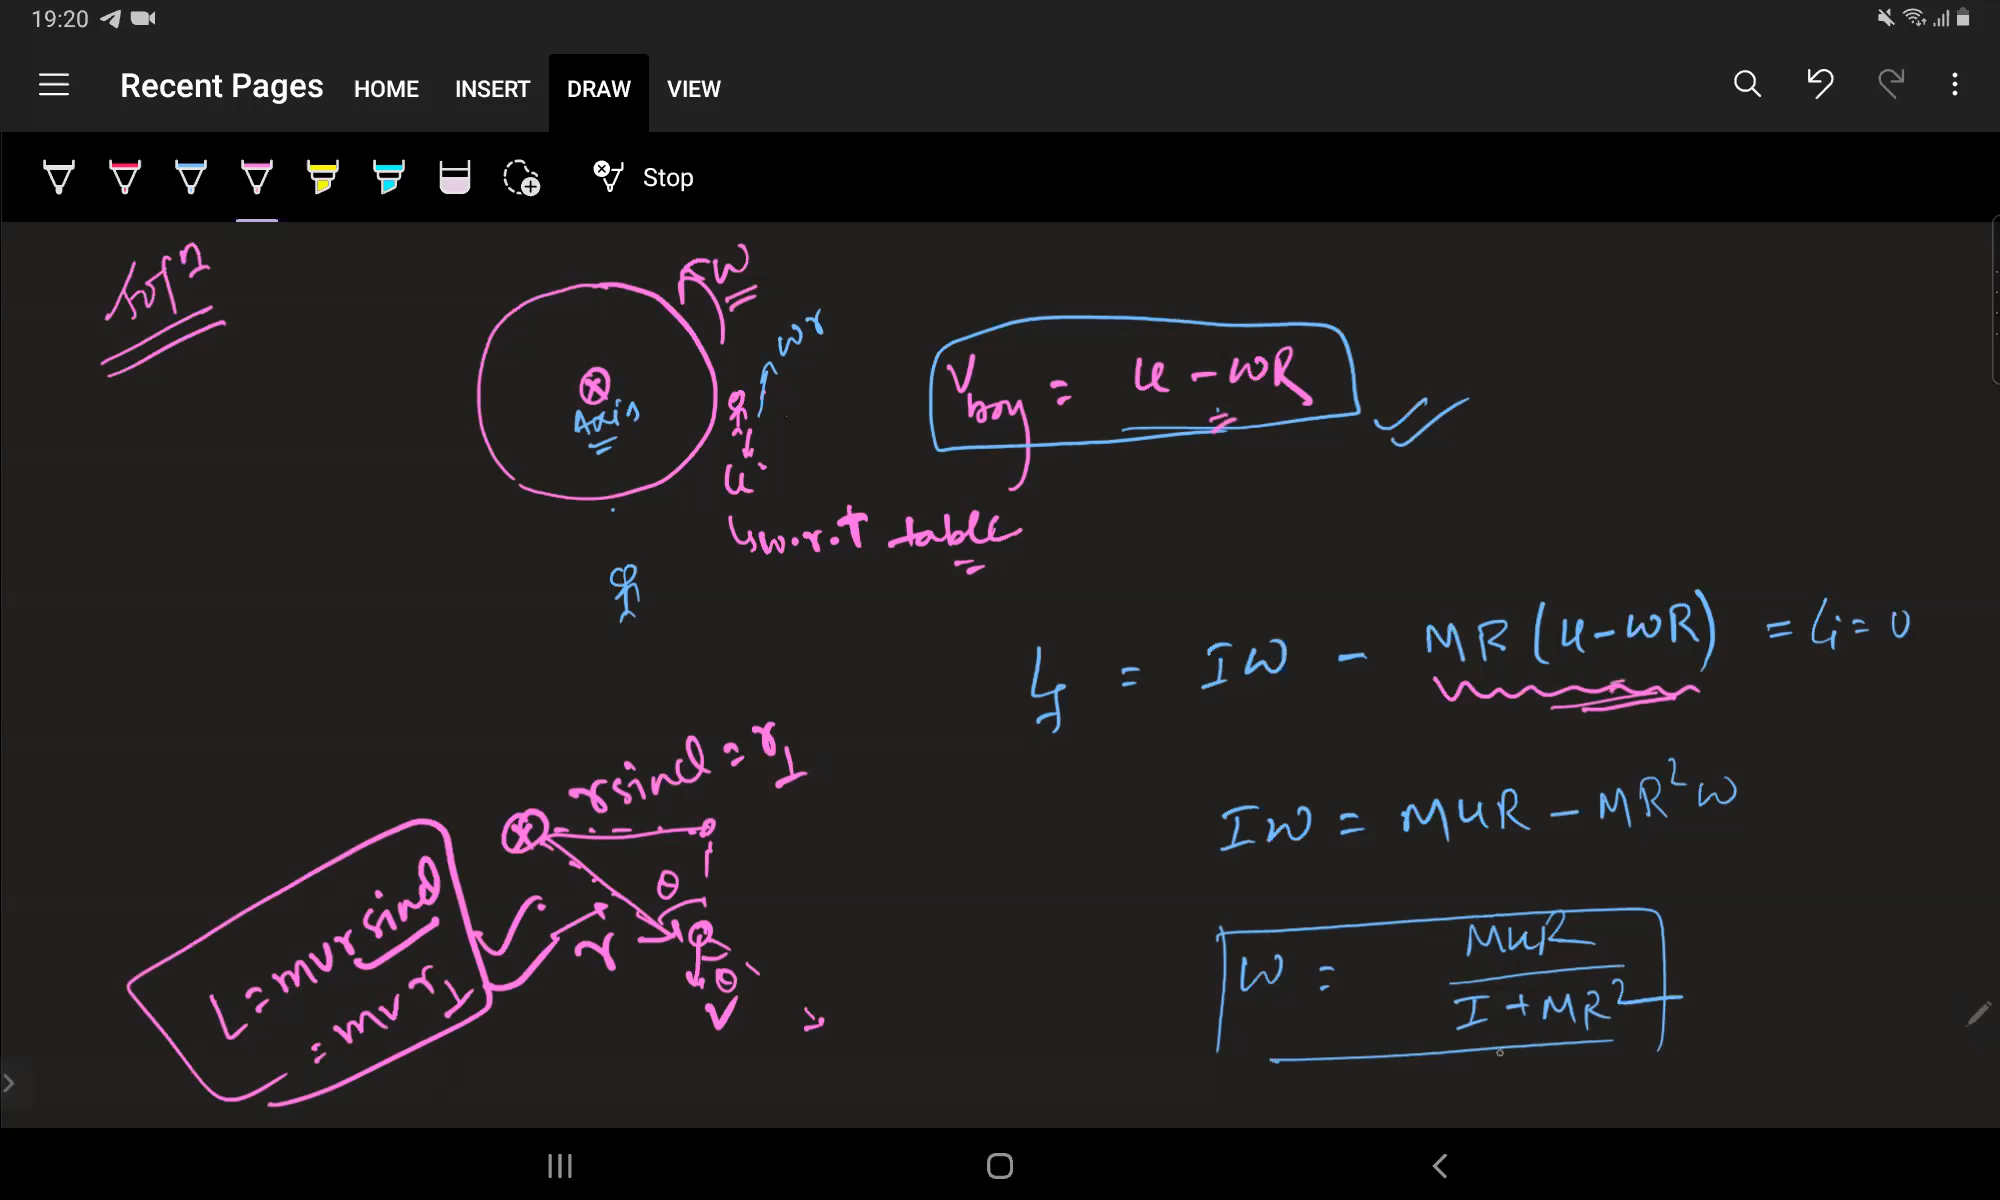 19:20
Recent Pages HOME INSERT DRAW VIEW
Stop
Sol^n
ω
ωr
Axis
u
↳ w.r.t table
V_boy = u - ωR
L_f = Iω - MR(u-ωR) = L_i = 0
Iω = MuR - MR²ω
ω = MuR / (I + MR²)
r sinθ = r⊥
θ
r
θ
V
L = mvr sinθ
= mv r⊥